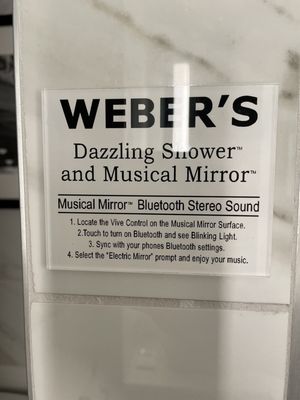 WEBER'S
Dazzling Shower™
and Musical Mirror™
Musical Mirror™ Bluetooth Stereo Sound
1. Locate the Vive Control on the Musical Mirror Surface.
2.Touch to turn on Bluetooth and see Blinking Light.
3. Sync with your phones Bluetooth settings.
4. Select the "Electric Mirror" prompt and enjoy your music.